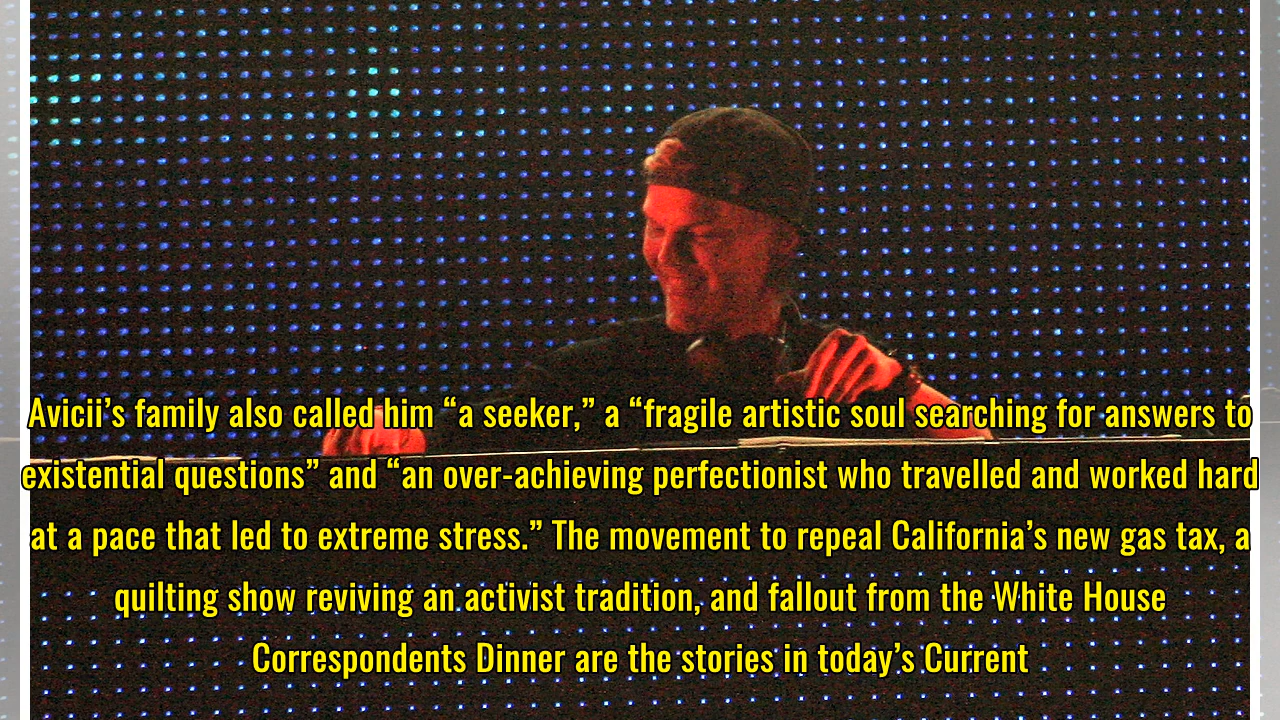 Avicii’s family also called him “a seeker,” a “fragile artistic soul searching for answers to
existential questions” and “an over-achieving perfectionist who travelled and worked hard
at a pace that led to extreme stress.” The movement to repeal California’s new gas tax, a
quilting show reviving an activist tradition, and fallout from the White House
Correspondents Dinner are the stories in today’s Current